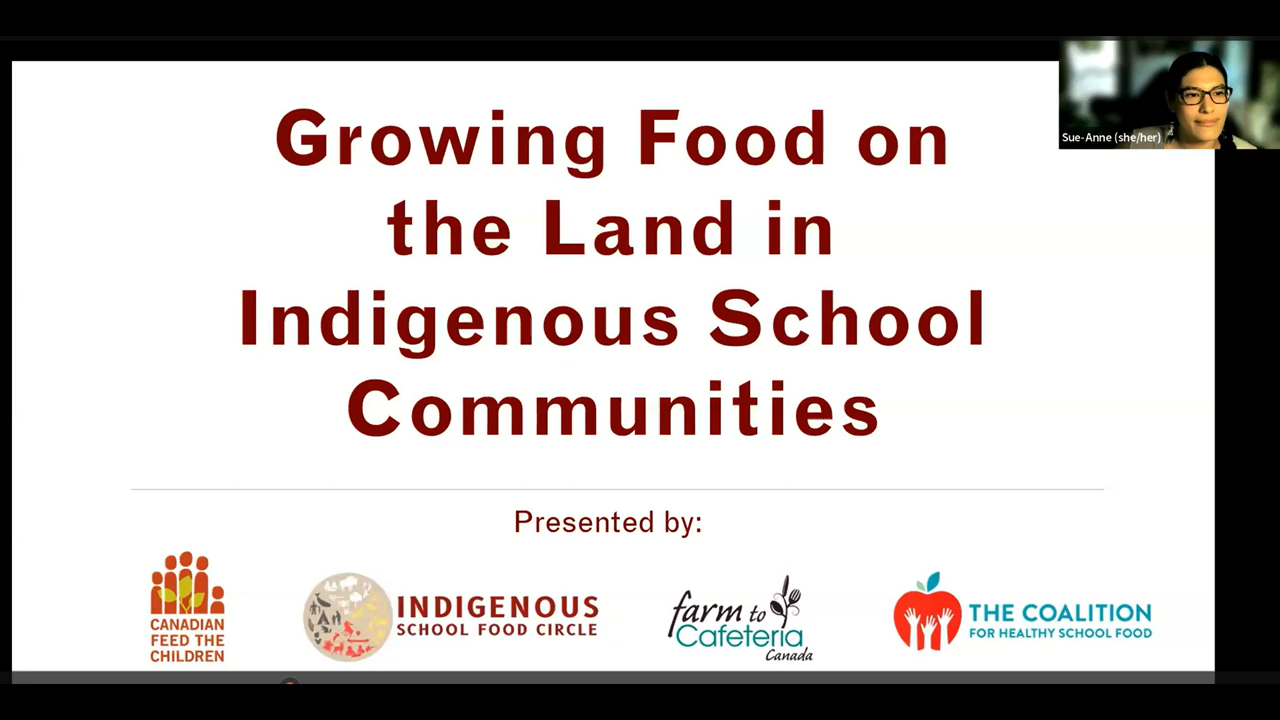 Growing Food on
the Land in
Indigenous School
Communities
Sue-Anne (she/her)
Presented by:
CANADIAN
FEED THE
CHILDREN
INDIGENOUS
SCHOOL FOOD CIRCLE
farm to
Cafeteria
Canada
THE COALITION
FOR HEALTHY SCHOOL FOOD